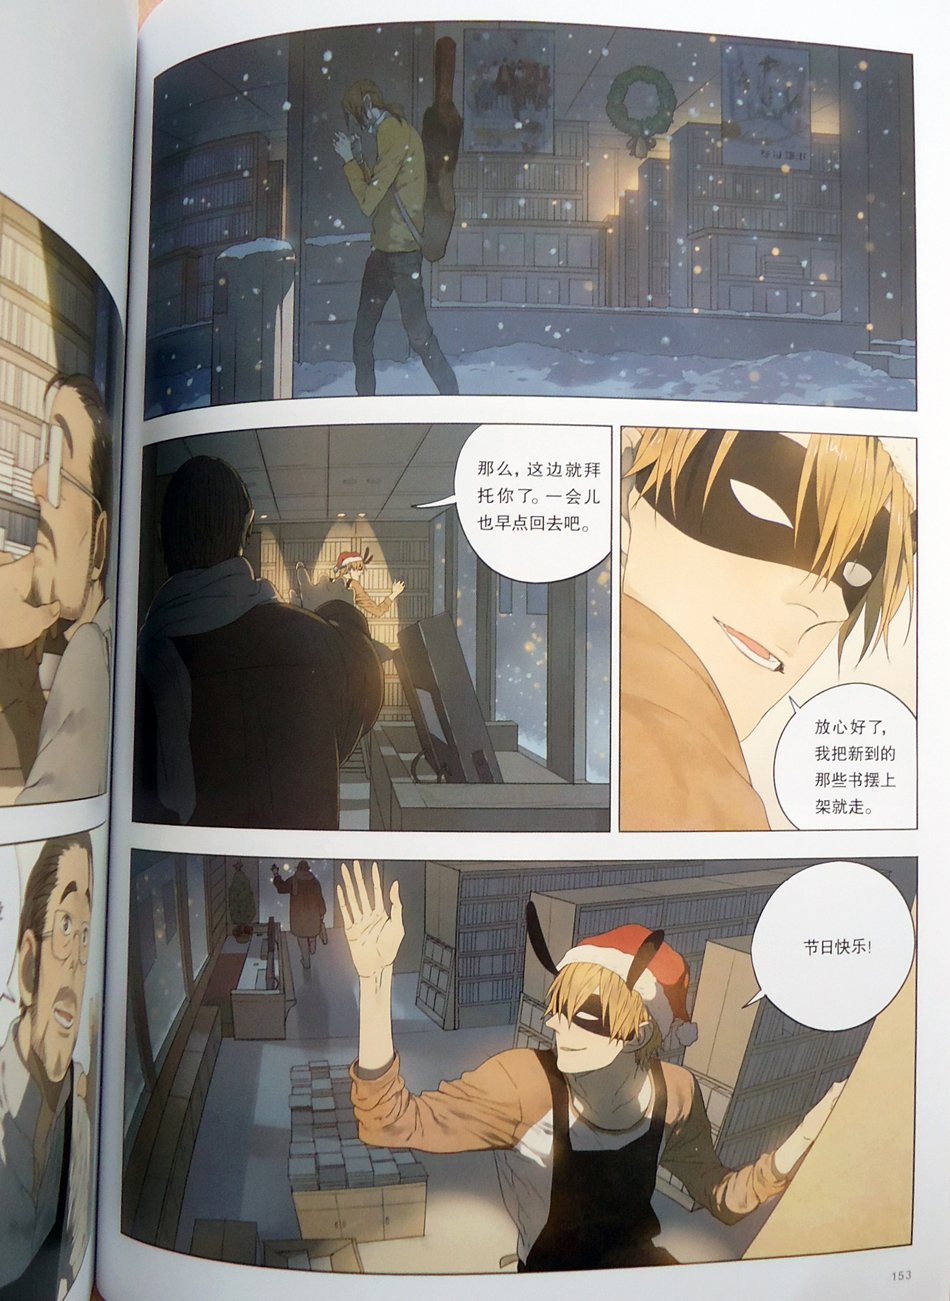 那么，这边就拜
托你了。一会儿
也早点回去吧。
放心好了，
我把新到的
那些书摆上
架就走。
节日快乐！
153